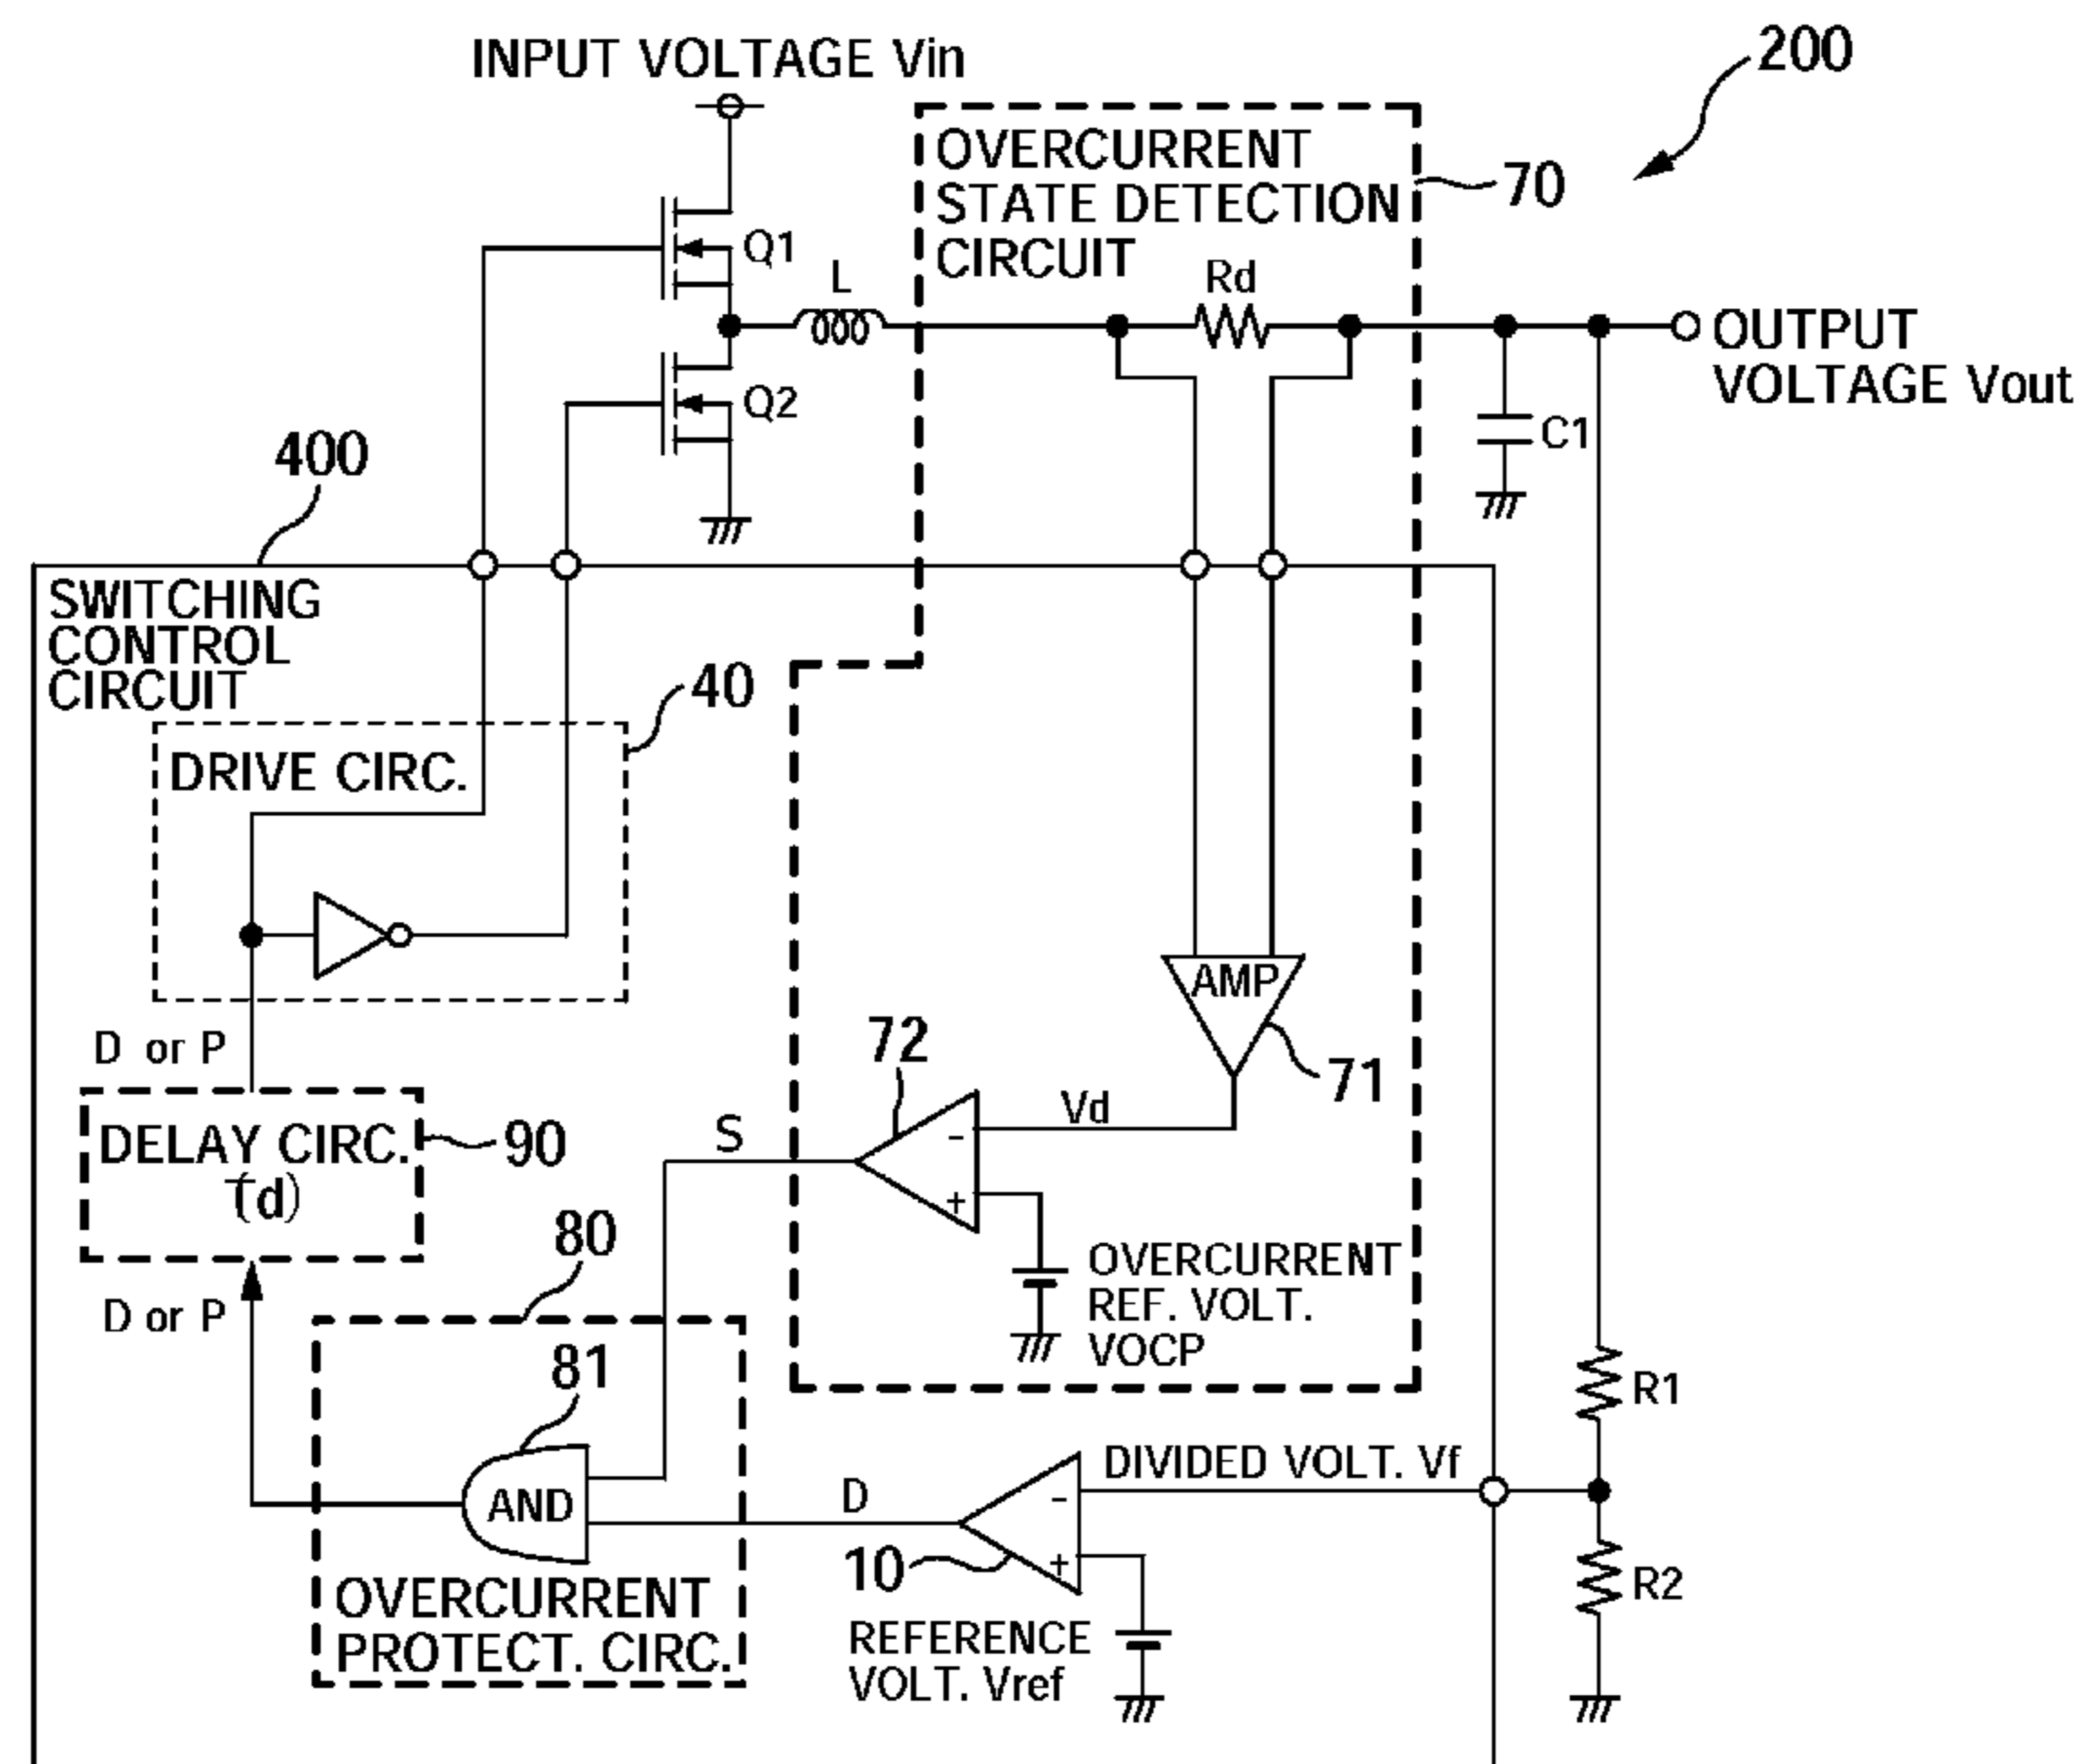 INPUT VOLTAGE Vin
200
OVERCURRENT
STATE DETECTION
CIRCUIT
70
Q1
L
Rd
OUTPUT
VOLTAGE Vout
Q2
C1
400
SWITCHING
CONTROL
CIRCUIT
40
DRIVE CIRC.
AMP
71
72
-
+
Vd
D or P
DELAY CIRC.
(Td)
90
S
80
OVERCURRENT
REF. VOLT.
VOCP
D or P
81
AND
R1
DIVIDED VOLT. Vf
D
-
+
10
OVERCURRENT
PROTECT. CIRC.
REFERENCE
VOLT. Vref
R2